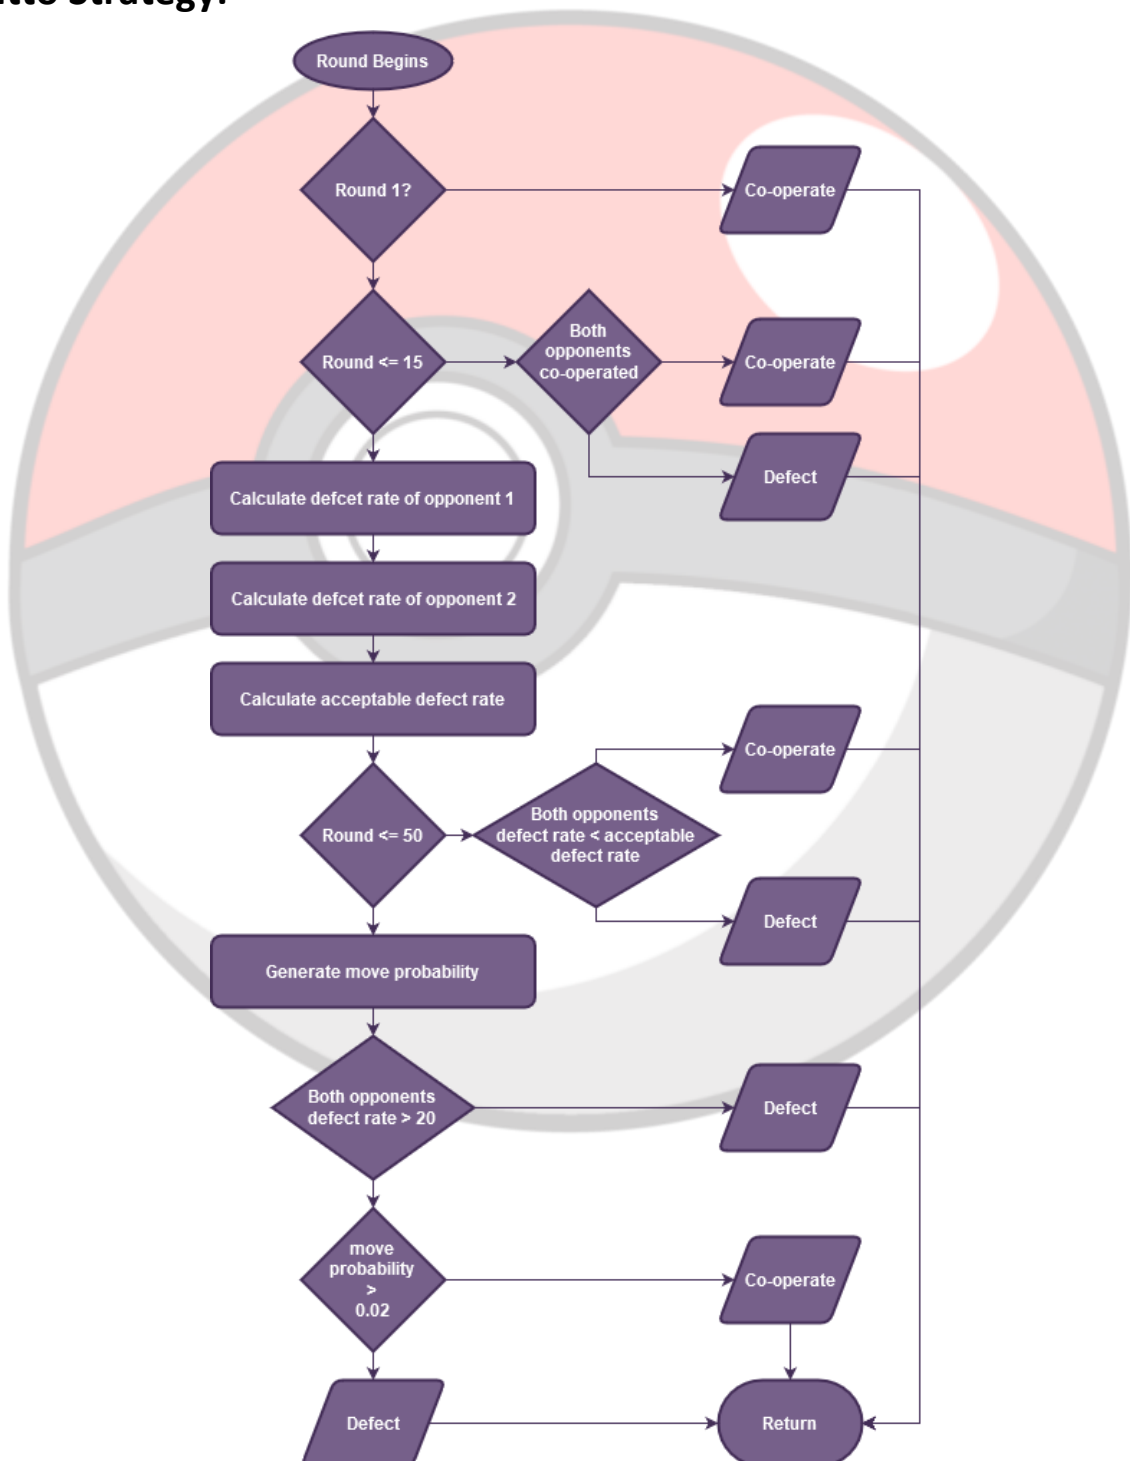 Strategy:
Round Begins
Round 1?
Co-operate
Round <= 15
Both
opponents
co-operated
Co-operate
Defect
Calculate defcet rate of opponent 1
Calculate defcet rate of opponent 2
Calculate acceptable defect rate
Co-operate
Round <= 50
Both opponents
defect rate < acceptable
defect rate
Defect
Generate move probability
Both opponents
defect rate > 20
Defect
move
probability
>
0.02
Co-operate
Defect
Return